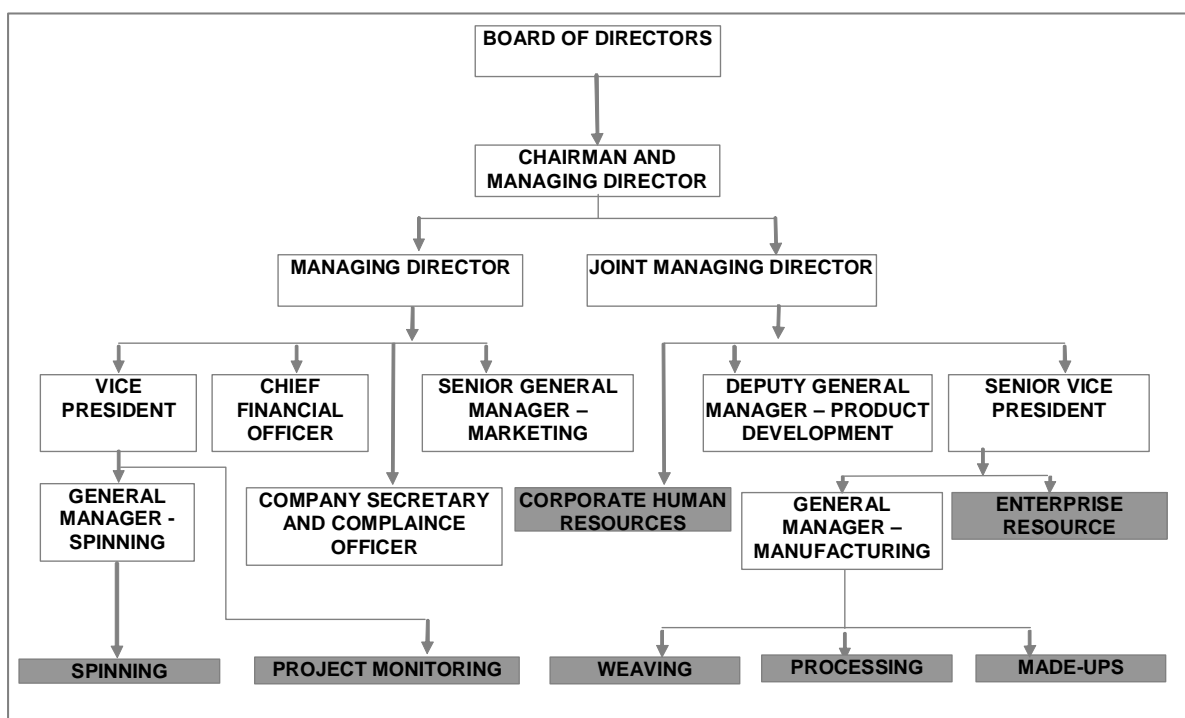 BOARD OF DIRECTORS
CHAIRMAN AND
MANAGING DIRECTOR
MANAGING DIRECTOR
JOINT MANAGING DIRECTOR
VICE
PRESIDENT
CHIEF
FINANCIAL
OFFICER
SENIOR GENERAL
MANAGER –
MARKETING
DEPUTY GENERAL
MANAGER – PRODUCT
DEVELOPMENT
SENIOR VICE
PRESIDENT
GENERAL
MANAGER -
SPINNING
COMPANY SECRETARY
AND COMPLAINCE
OFFICER
CORPORATE HUMAN
RESOURCES
GENERAL
MANAGER –
MANUFACTURING
ENTERPRISE
RESOURCE
SPINNING
PROJECT MONITORING
WEAVING
PROCESSING
MADE-UPS